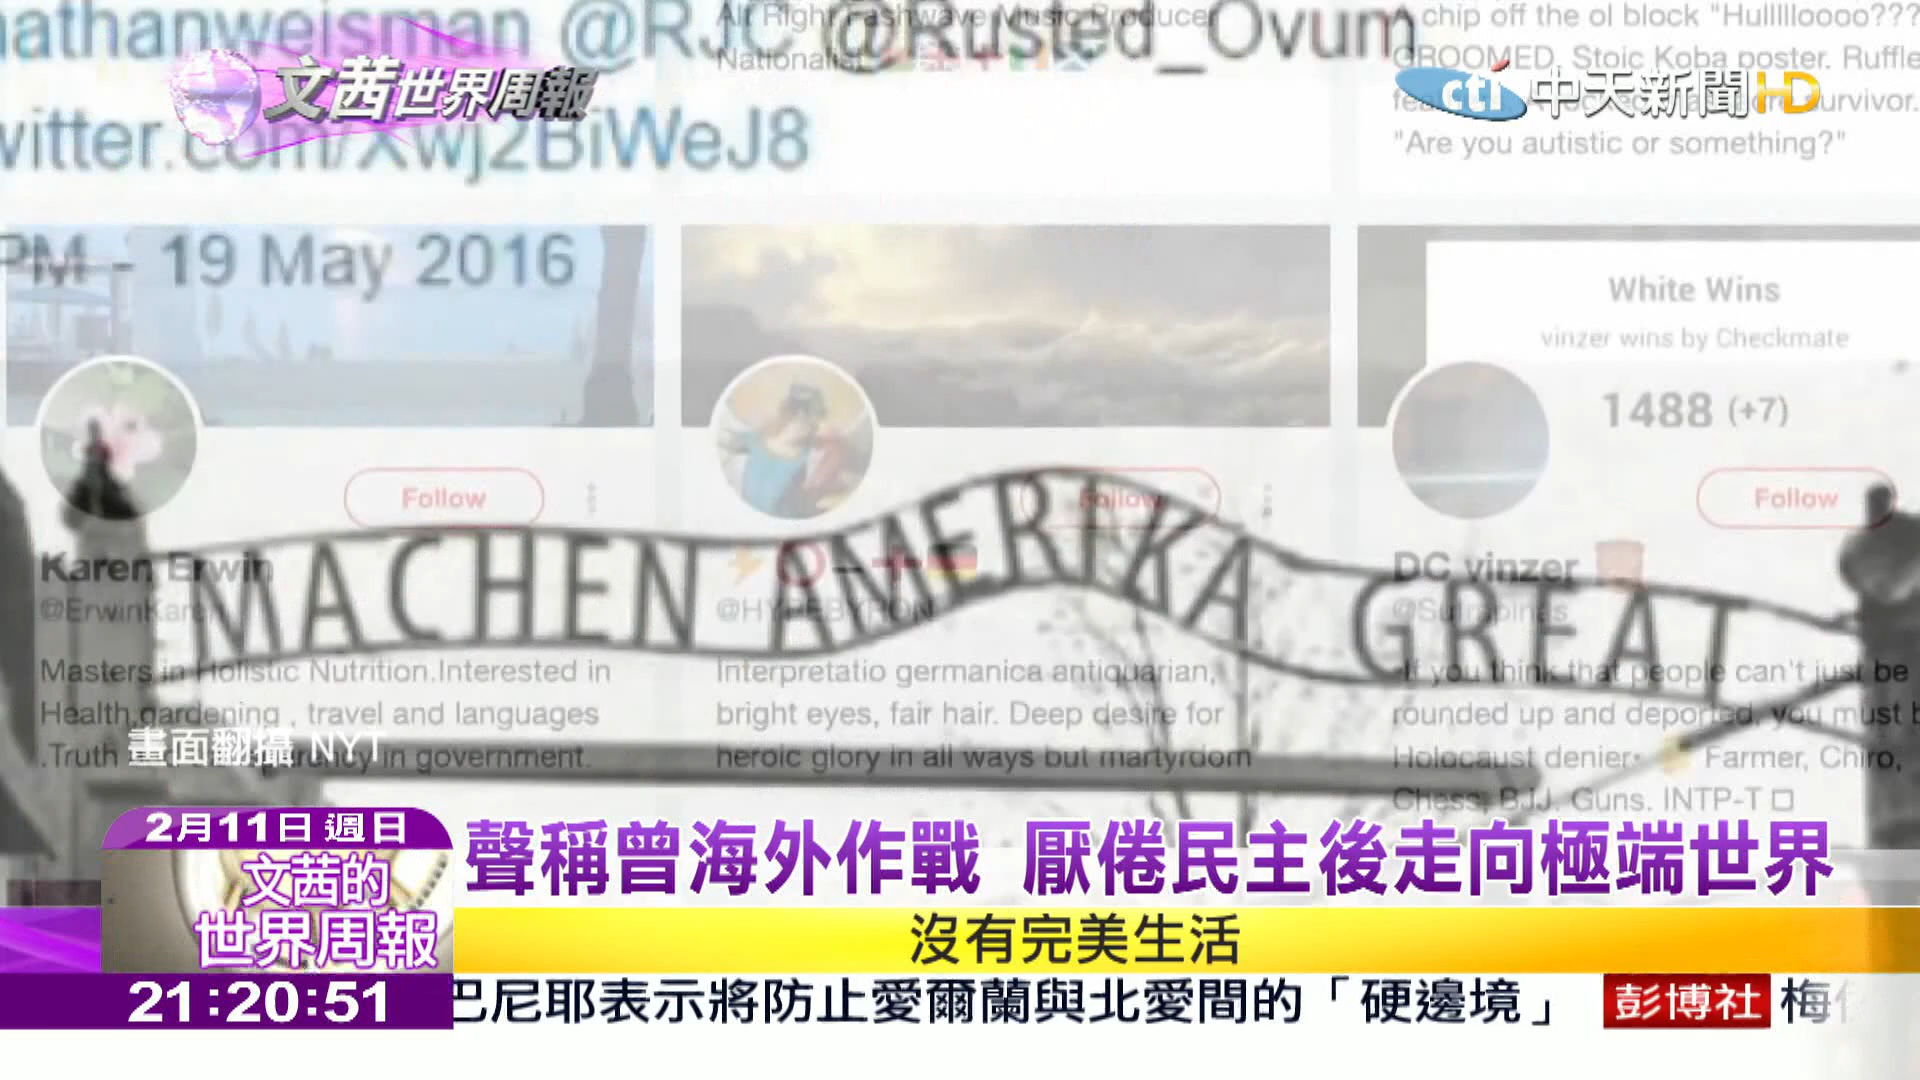 nathanweisman @RJC @Rusted_Ovum
witter.com/Xwj2BiWeJ8
PM - 19 May 2016
Alt Right Fashwave Music Producer
Nationalist
chip off the ol block "Hullllloooo???
GROOMED. Stoic Koba poster. Ruffle
survivor.
"Are you autistic or something?"
文茜世界周報
cti 中天新聞HD
White Wins
vinzer wins by Checkmate
1488 (+7)
Follow
Follow
Follow
MACHEN AMERIKA GREAT
Karen Erwin
@ErwinKaren
Masters in Holistic Nutrition.Interested in
Health,gardening , travel and languages
.Truth in government.
@HYPEBYRON
Interpretatio germanica antiquarian,
bright eyes, fair hair. Deep desire for
heroic glory in all ways but martyrdom
DC vinzer
If you think that people can't just be
rounded up and deported, you must b
Holocaust denier. Farmer, Chiro,
Chess, BJJ, Guns. INTP-T
畫面翻攝 NYT
2月11日 週日
文茜的
世界周報
21:20:51
聲稱曾海外作戰 厭倦民主後走向極端世界
沒有完美生活
巴尼耶表示將防止愛爾蘭與北愛間的「硬邊境」 彭博社 梅